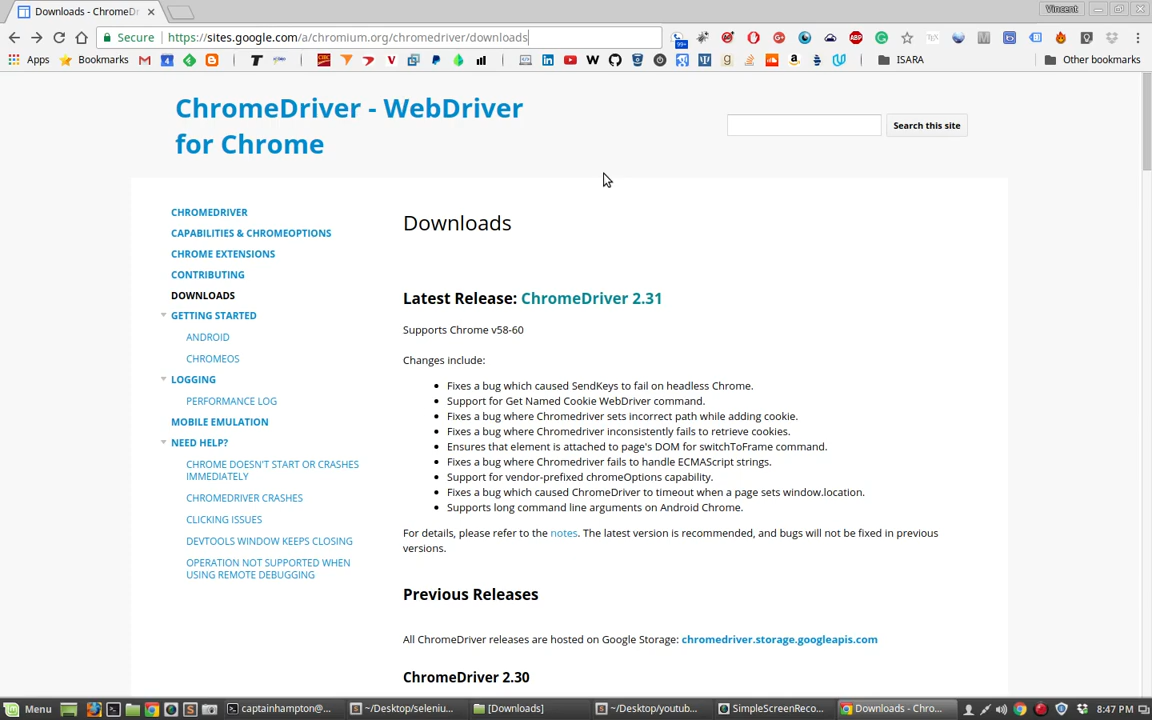 Downloads - ChromeDr
Vincent
Secure
https://sites.google.com/a/chromium.org/chromedriver/downloads
Apps
Bookmarks
ISARA
Other bookmarks
ChromeDriver - WebDriver
for Chrome
Search this site
CHROMEDRIVER
CAPABILITIES & CHROMEOPTIONS
CHROME EXTENSIONS
CONTRIBUTING
DOWNLOADS
GETTING STARTED
ANDROID
CHROMEOS
LOGGING
PERFORMANCE LOG
MOBILE EMULATION
NEED HELP?
CHROME DOESN'T START OR CRASHES
IMMEDIATELY
CHROMEDRIVER CRASHES
CLICKING ISSUES
DEVTOOLS WINDOW KEEPS CLOSING
OPERATION NOT SUPPORTED WHEN
USING REMOTE DEBUGGING
Downloads
Latest Release: ChromeDriver 2.31
Supports Chrome v58-60
Changes include:
Fixes a bug which caused SendKeys to fail on headless Chrome.
Support for Get Named Cookie WebDriver command.
Fixes a bug where Chromedriver sets incorrect path while adding cookie.
Fixes a bug where Chromedriver inconsistently fails to retrieve cookies.
Ensures that element is attached to page's DOM for switchToFrame command.
Fixes a bug where Chromedriver fails to handle ECMAScript strings.
Support for vendor-prefixed chromeOptions capability.
Fixes a bug which caused ChromeDriver to timeout when a page sets window.location.
Supports long command line arguments on Android Chrome.
For details, please refer to the notes. The latest version is recommended, and bugs will not be fixed in previous
versions.
Previous Releases
All ChromeDriver releases are hosted on Google Storage: chromedriver.storage.googleapis.com
ChromeDriver 2.30
Menu
captainhampton@...
~/Desktop/seleniu...
[Downloads]
~/Desktop/youtub...
SimpleScreenReco...
Downloads - Chro...
8:47 PM